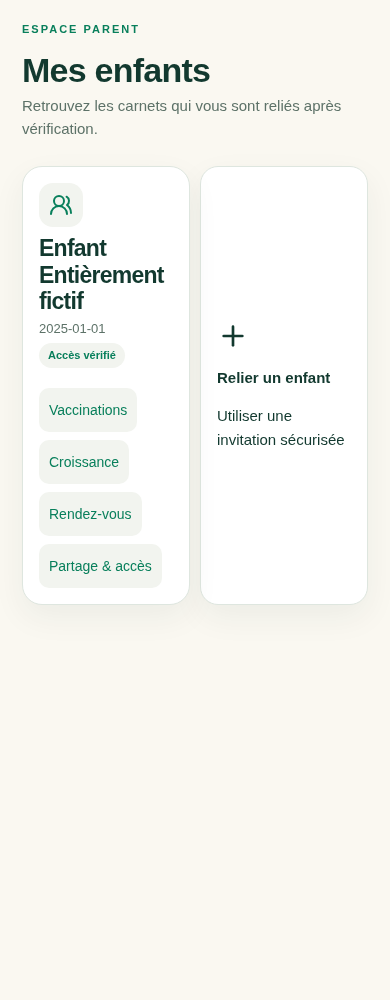 ESPACE PARENT
Mes enfants
Retrouvez les carnets qui vous sont reliés après
vérification.
Enfant
Entièrement
fictif
2025-01-01
Accès vérifié
Vaccinations
Croissance
Rendez-vous
Partage & accès
Relier un enfant
Utiliser une
invitation sécurisée